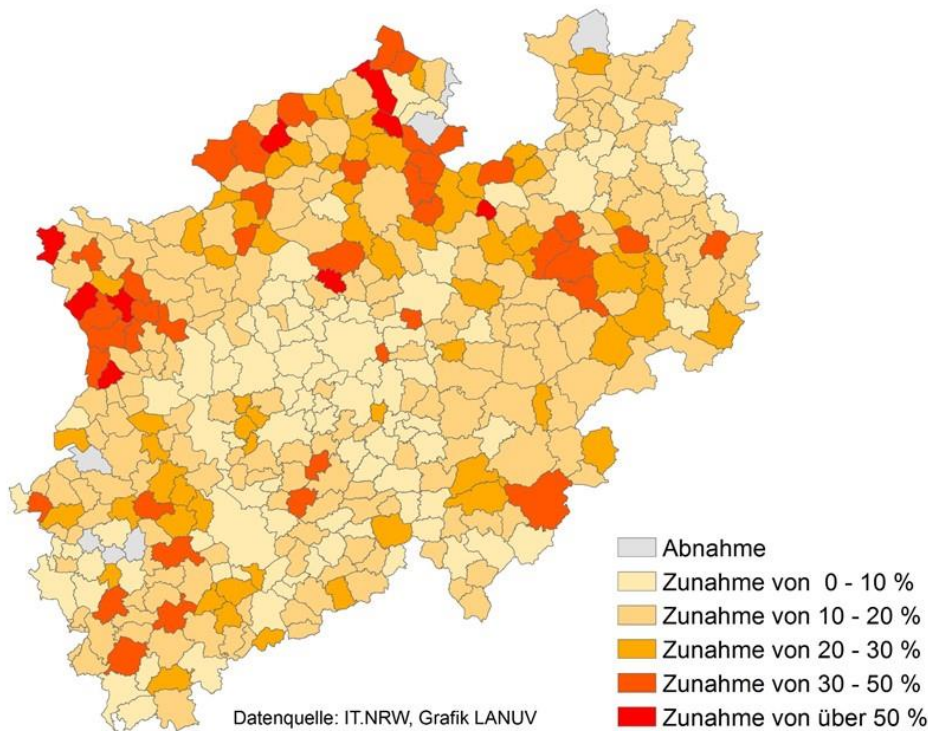 Abnahme
Zunahme von 0 - 10 %
Zunahme von 10 - 20 %
Zunahme von 20 - 30 %
Zunahme von 30 - 50 %
Zunahme von über 50 %
Datenquelle: IT.NRW, Grafik LANUV